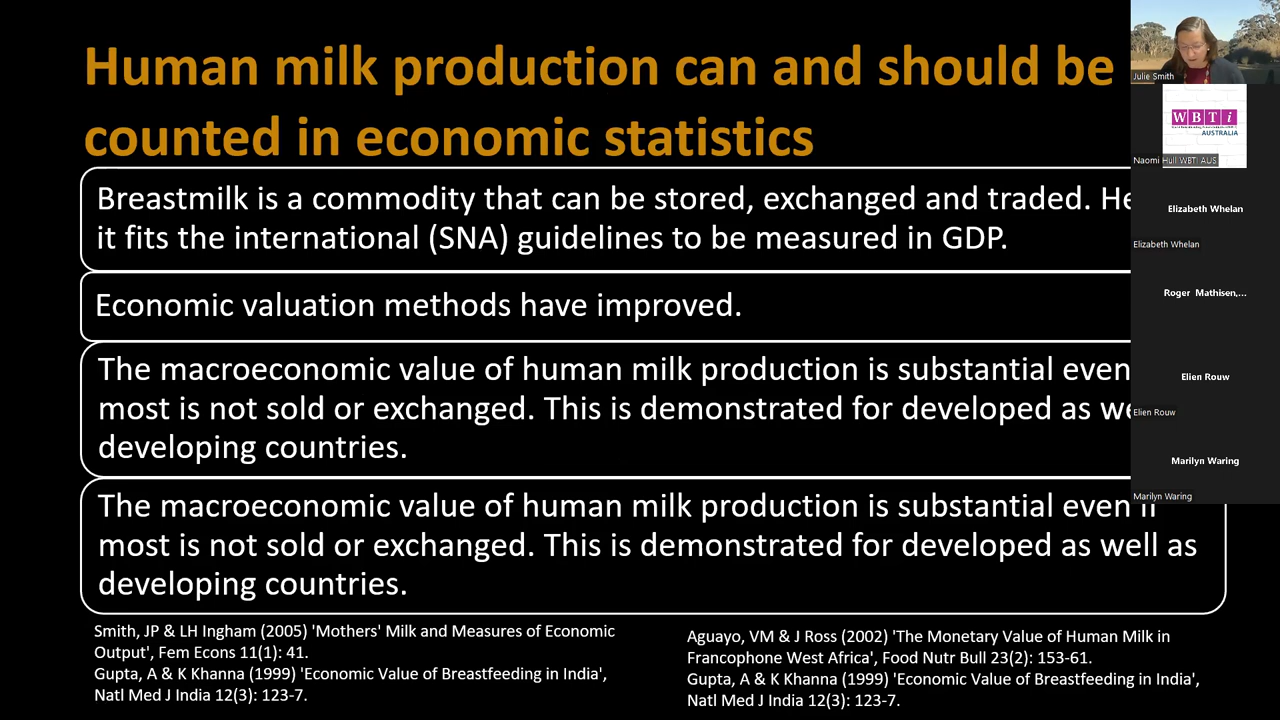 Human milk production can and should be
counted in economic statistics
Breastmilk is a commodity that can be stored, exchanged and traded. He
it fits the international (SNA) guidelines to be measured in GDP.
Economic valuation methods have improved.
The macroeconomic value of human milk production is substantial even
most is not sold or exchanged. This is demonstrated for developed as we
developing countries.
The macroeconomic value of human milk production is substantial even if
most is not sold or exchanged. This is demonstrated for developed as well as
developing countries.
Smith, JP & LH Ingham (2005) 'Mothers' Milk and Measures of Economic
Output', Fem Econs 11(1): 41.
Gupta, A & K Khanna (1999) 'Economic Value of Breastfeeding in India',
Natl Med J India 12(3): 123-7.
Aguayo, VM & J Ross (2002) 'The Monetary Value of Human Milk in
Francophone West Africa', Food Nutr Bull 23(2): 153-61.
Gupta, A & K Khanna (1999) 'Economic Value of Breastfeeding in India',
Natl Med J India 12(3): 123-7.
Julie Smith
WBTi
AUSTRALIA
Naomi Hull WBTI AUS
Elizabeth Whelan
Elizabeth Whelan
Roger Mathisen,...
Elien Rouw
Elien Rouw
Marilyn Waring
Marilyn Waring